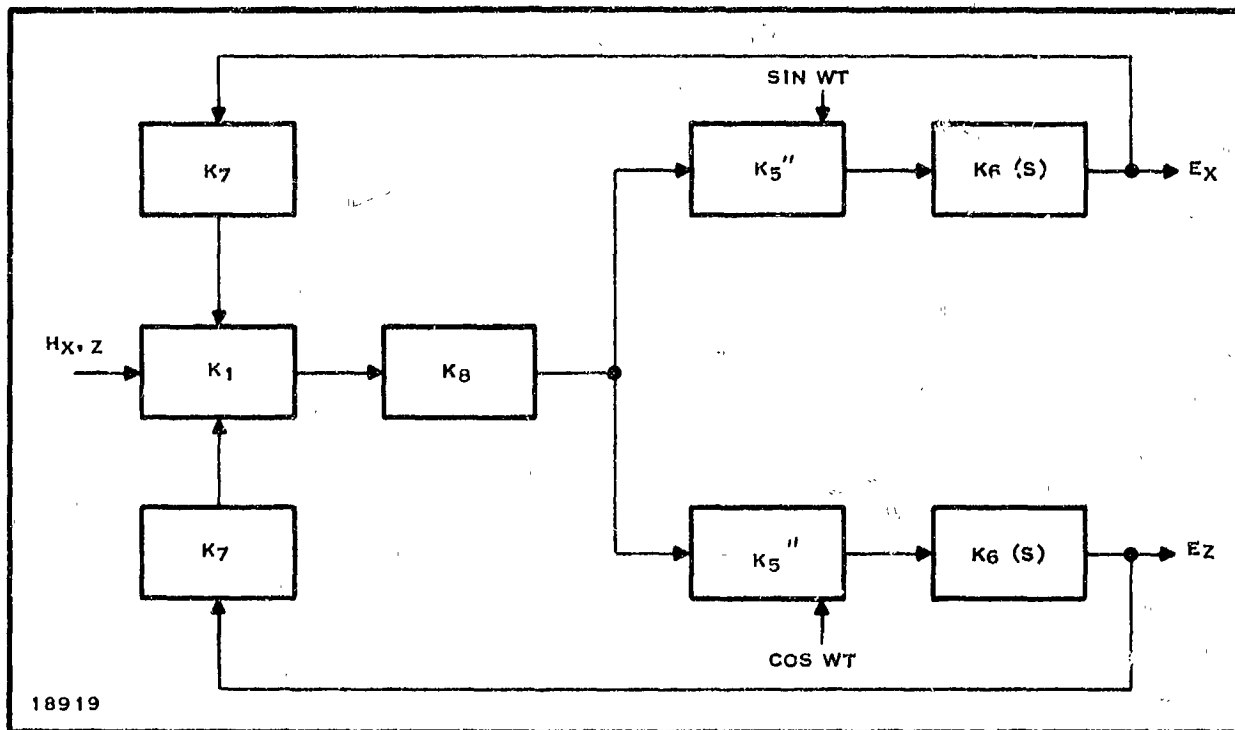 SIN WT
K7
K5''
K6 (S)
EX
HX, Z
K1
K8
K7
K5''
K6 (S)
EZ
COS WT
18919